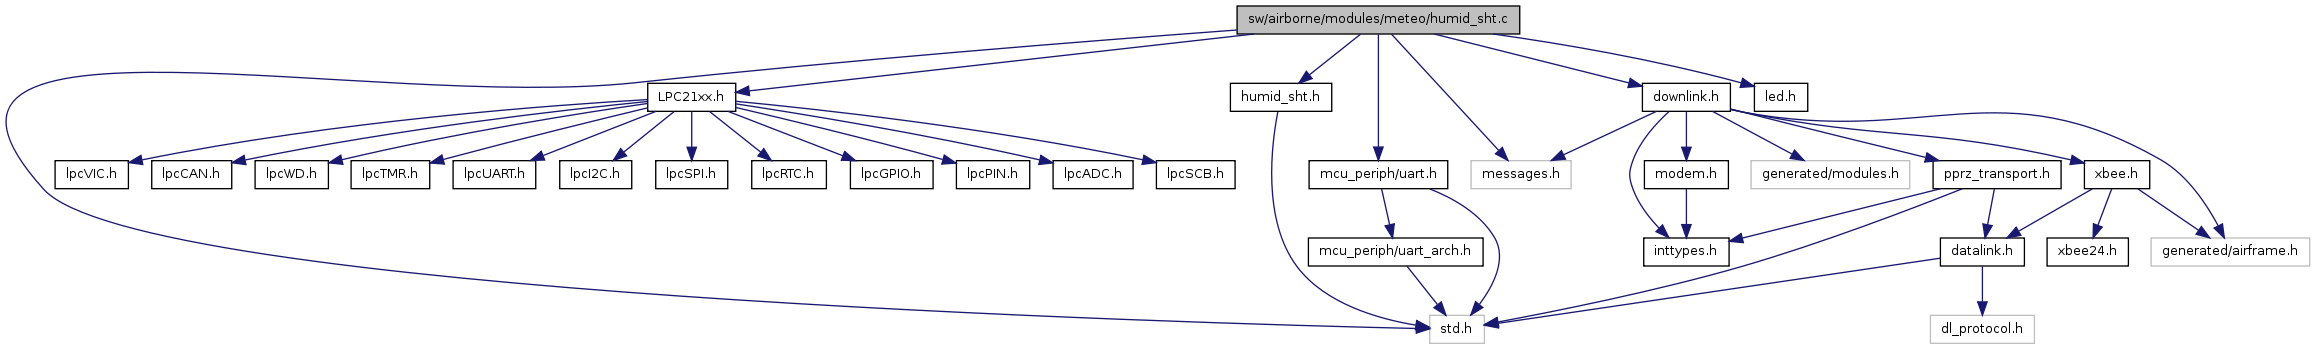 sw/airborne/modules/meteo/humid_sht.c
LPC21xx.h
humid_sht.h
downlink.h
led.h
lpcVIC.h
lpcCAN.h
lpcWD.h
lpcTMR.h
lpcUART.h
lpcI2C.h
lpcSPI.h
lpcRTC.h
lpcGPIO.h
lpcPIN.h
lpcADC.h
lpcSCB.h
mcu_periph/uart.h
messages.h
modem.h
generated/modules.h
pprz_transport.h
xbee.h
mcu_periph/uart_arch.h
inttypes.h
datalink.h
xbee24.h
generated/airframe.h
std.h
dl_protocol.h